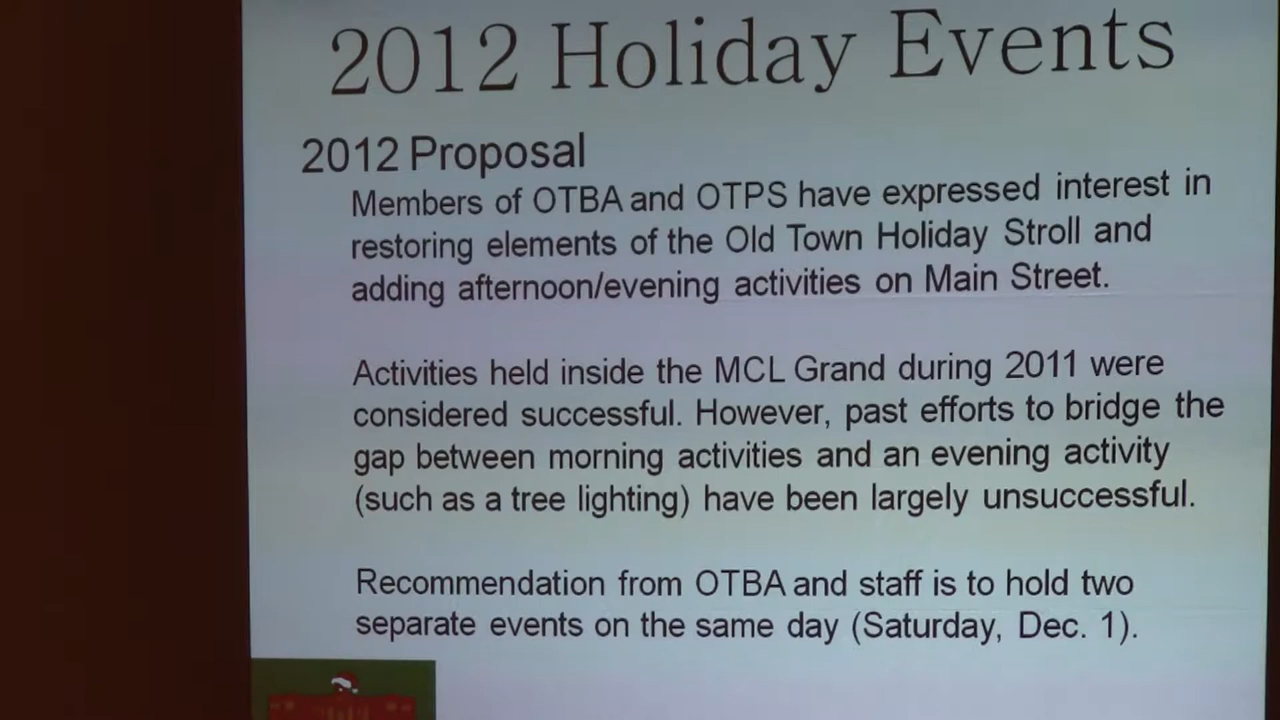 2012 Holiday Events
2012 Proposal
Members of OTBA and OTPS have expressed interest in
restoring elements of the Old Town Holiday Stroll and
adding afternoon/evening activities on Main Street.
Activities held inside the MCL Grand during 2011 were
considered successful. However, past efforts to bridge the
gap between morning activities and an evening activity
(such as a tree lighting) have been largely unsuccessful.
Recommendation from OTBA and staff is to hold two
separate events on the same day (Saturday, Dec. 1).